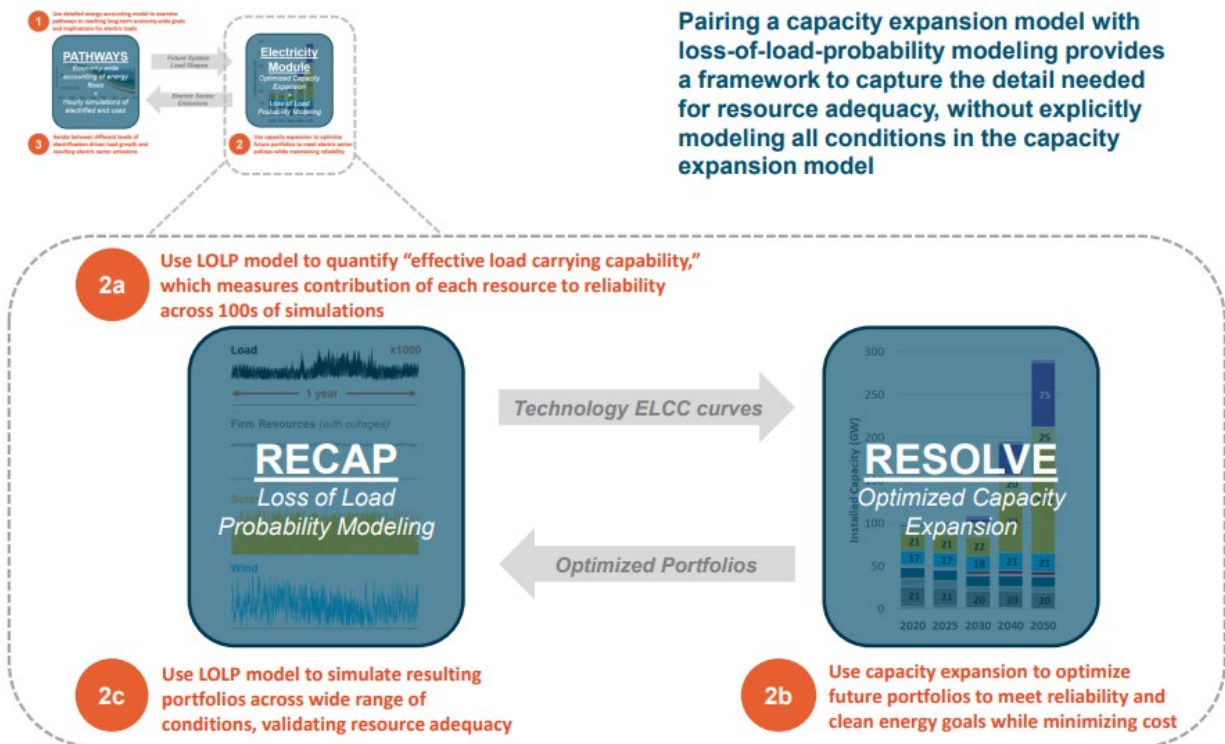 1
Use detailed energy accounting model to examine
pathways to reaching long-term economy-wide goals
and implications for electric loads
PATHWAYS
Economy-wide
accounting of energy
flows
+
Hourly simulations of
electrified end uses
Future System
Load Shapes
Electric Sector
Emissions
Electricity
Module
Optimized Capacity
Expansion
+
Loss of Load
Probability Modeling
3
Iterate between different levels of
electrification-driven load growth and
resulting electric sector emissions
2
Use capacity expansion to optimize
future portfolios to meet electric sector
policies while maintaining reliability
Pairing a capacity expansion model with
loss-of-load-probability modeling provides
a framework to capture the detail needed
for resource adequacy, without explicitly
modeling all conditions in the capacity
expansion model
2a
Use LOLP model to quantify “effective load carrying capability,”
which measures contribution of each resource to reliability
across 100s of simulations
Load x1000
1 year
Firm Resources (with outages)
RECAP
Loss of Load
Probability Modeling
Solar
Wind
Technology ELCC curves
Optimized Portfolios
RESOLVE
Optimized Capacity
Expansion
Installed Capacity (GW)
300
250
200
100
50
0
75
25
20
21 21 22
17 17 18 21 21
21 21 20 20 20
2020 2025 2030 2040 2050
2c
Use LOLP model to simulate resulting
portfolios across wide range of
conditions, validating resource adequacy
2b
Use capacity expansion to optimize
future portfolios to meet reliability and
clean energy goals while minimizing cost